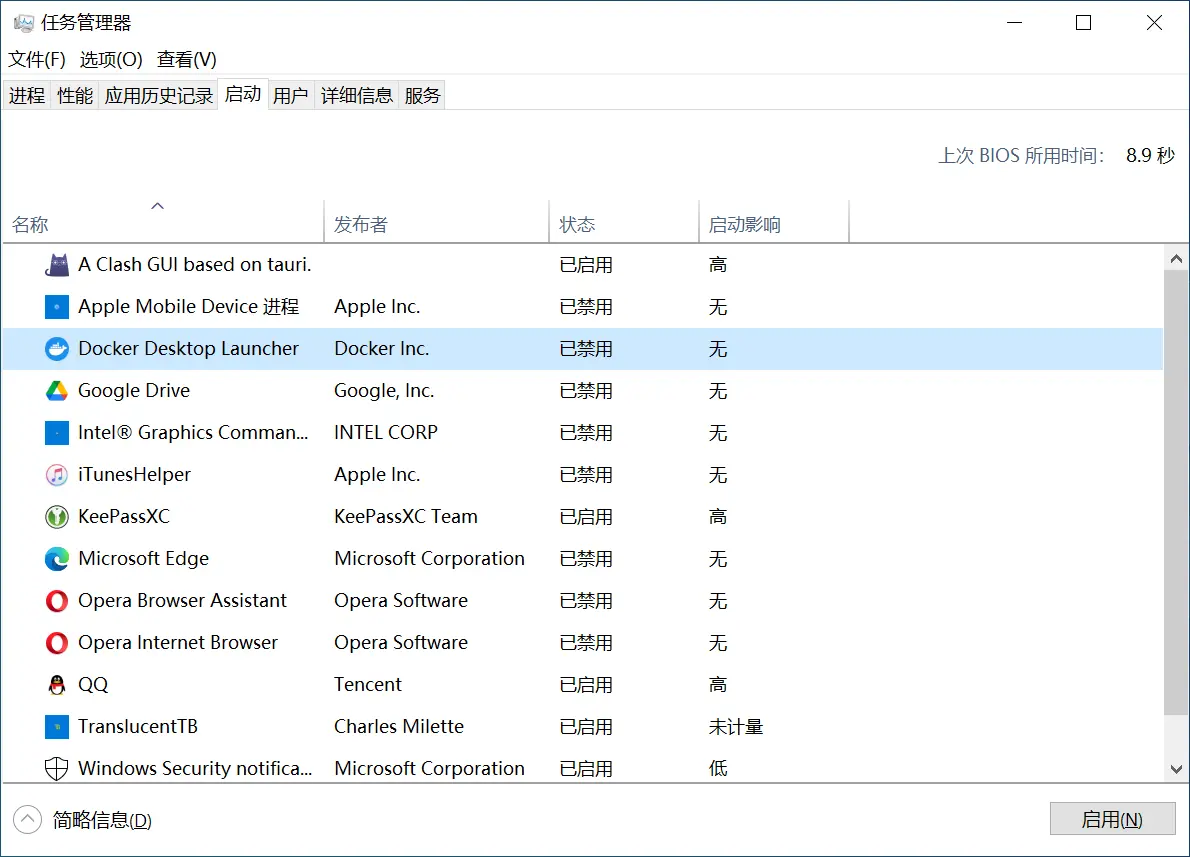 任务管理器
文件(F) 选项(O) 查看(V)
进程 性能 应用历史记录 启动 用户 详细信息 服务
上次 BIOS 所用时间: 8.9 秒
名称 发布者 状态 启动影响
A Clash GUI based on tauri. 已启用 高
Apple Mobile Device 进程 Apple Inc. 已禁用 无
Docker Desktop Launcher Docker Inc. 已禁用 无
Google Drive Google, Inc. 已禁用 无
Intel® Graphics Comman... INTEL CORP 已禁用 无
iTunesHelper Apple Inc. 已禁用 无
KeePassXC KeePassXC Team 已启用 高
Microsoft Edge Microsoft Corporation 已禁用 无
Opera Browser Assistant Opera Software 已禁用 无
Opera Internet Browser Opera Software 已禁用 无
QQ Tencent 已启用 高
TranslucentTB Charles Milette 已启用 未计量
Windows Security notifica... Microsoft Corporation 已启用 低
简略信息(D) 启用(N)